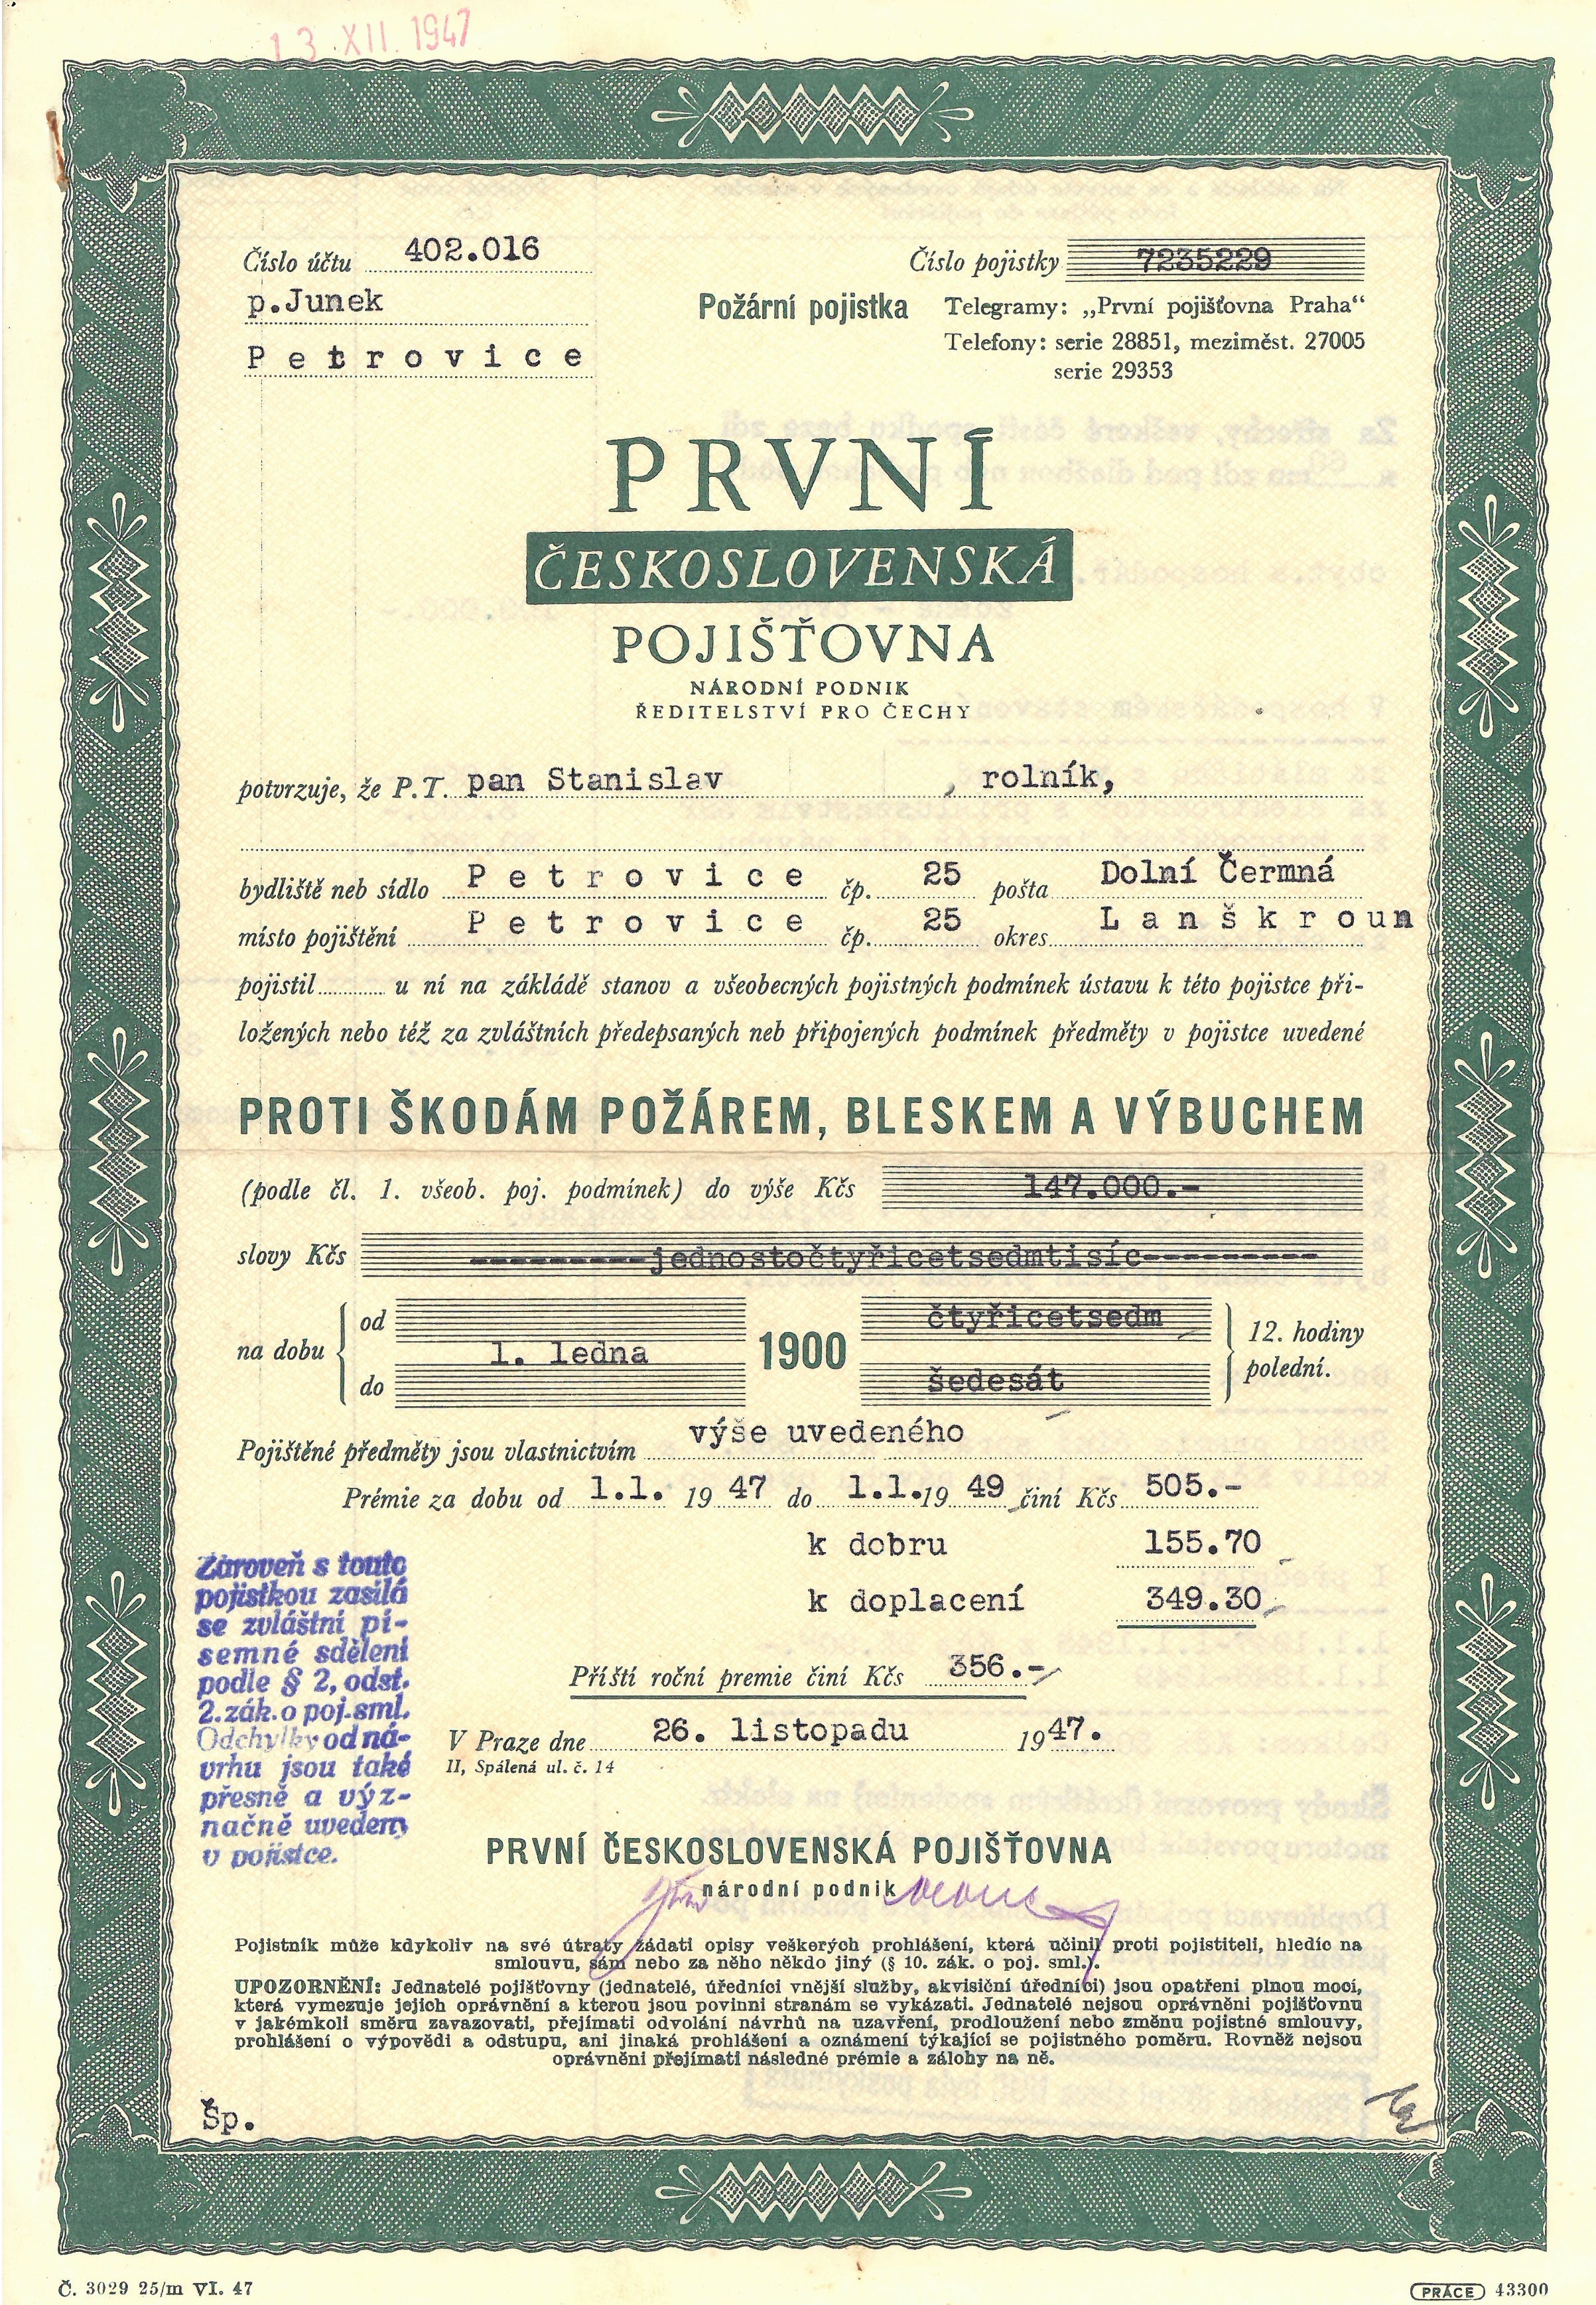 13 XII. 1947
Číslo účtu 402.016
Číslo pojistky 7235229
p.Junek
Požární pojistka
Telegramy: „První pojišťovna Praha“
Petrovice
Telefony: serie 28851, meziměst. 27005
serie 29353
PRVNÍ
ČESKOSLOVENSKÁ
POJIŠŤOVNA
NÁRODNÍ PODNIK
ŘEDITELSTVÍ PRO ČECHY
potvrzuje, že P.T. pan Stanislav , rolník,
bydliště neb sídlo Petrovice čp. 25 pošta Dolní Čermná
místo pojištění Petrovice čp. 25 okres Lanškroun
pojistil u ní na základě stanov a všeobecných pojistných podmínek ústavu k této pojistce při-
ložených nebo též za zvláštních předepsaných neb připojených podmínek předměty v pojistce uvedené
PROTI ŠKODÁM POŽÁREM, BLESKEM A VÝBUCHEM
(podle čl. 1. všeob. poj. podmínek) do výše Kčs 147.000.-
slovy Kčs ---------jednostočtyřicetsedmtisíc---------
na dobu od do 1. ledna 1900 čtyřicetsedm šedesát 12. hodiny polední.
Pojištěné předměty jsou vlastnictvím výše uvedeného
Prémie za dobu od 1.1. 1947 do 1.1.1949 činí Kčs 505.-
k dobru 155.70
k doplacení 349.30
Příští roční premie činí Kčs 356.-
Zároveň s touto
pojistkou zasílá
se zvláštní pí-
semné sdělení
podle § 2, odst.
2. zák. o poj. sml.
Odchylky od ná-
vrhu jsou také
přesně a výz-
načně uvedeny
v pojistce.
V Praze dne 26. listopadu 1947.
II, Spálená ul. č. 14
PRVNÍ ČESKOSLOVENSKÁ POJIŠŤOVNA
národní podnik
Pojistník může kdykoliv na své útraty žádati opisy veškerých prohlášení, která učinil proti pojistiteli, hledíc na
smlouvu, sám nebo za něho někdo jiný (§ 10. zák. o poj. sml.).
UPOZORNĚNÍ: Jednatelé pojišťovny (jednatelé, úředníci vnější služby, akvisiční úředníci) jsou opatřeni plnou mocí,
která vymezuje jejich oprávnění a kterou jsou povinni stranám se vykázati. Jednatelé nejsou oprávněni pojišťovnu
v jakémkoli směru zavazovati, přejímati odvolání návrhů na uzavření, prodloužení nebo změnu pojistné smlouvy,
prohlášení o výpovědi a odstupu, ani jinaká prohlášení a oznámení týkající se pojistného poměru. Rovněž nejsou
oprávněni přejímati následné prémie a zálohy na ně.
Šp.
Č. 3029 25/m VI. 47
PRÁCE 43300